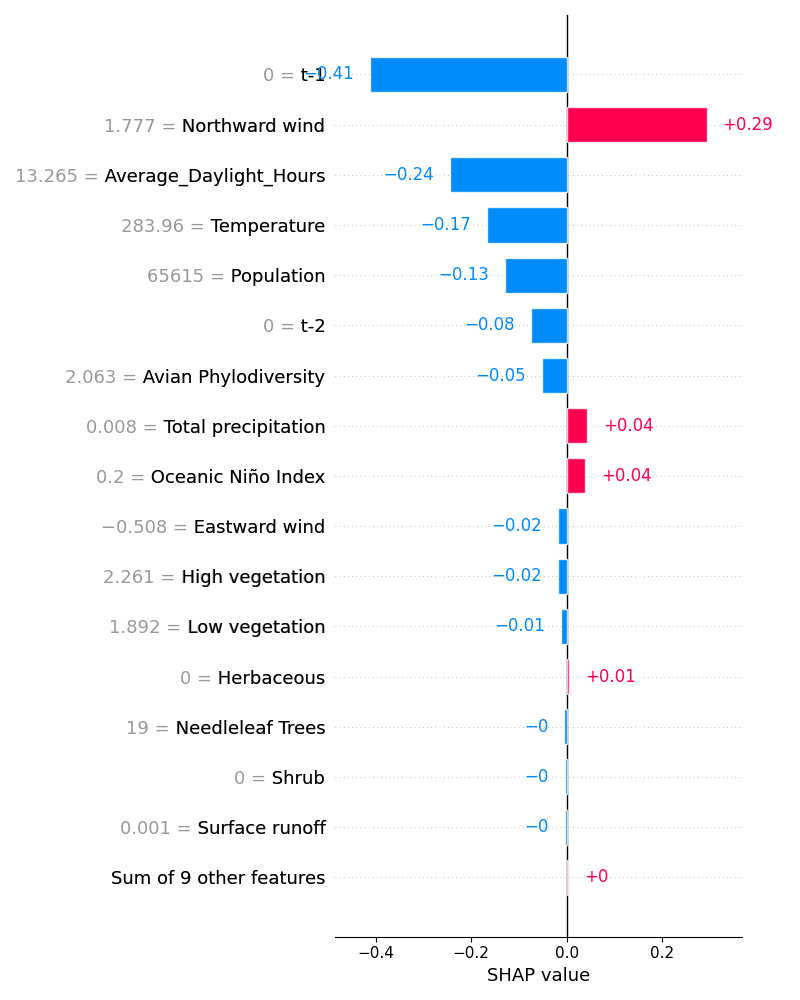 0 = t-1 −0.41
1.777 = Northward wind +0.29
13.265 = Average_Daylight_Hours −0.24
283.96 = Temperature −0.17
65615 = Population −0.13
0 = t-2 −0.08
2.063 = Avian Phylodiversity −0.05
0.008 = Total precipitation +0.04
0.2 = Oceanic Niño Index +0.04
−0.508 = Eastward wind −0.02
2.261 = High vegetation −0.02
1.892 = Low vegetation −0.01
0 = Herbaceous +0.01
19 = Needleleaf Trees −0
0 = Shrub −0
0.001 = Surface runoff −0
Sum of 9 other features +0
−0.4 −0.2 0.0 0.2
SHAP value